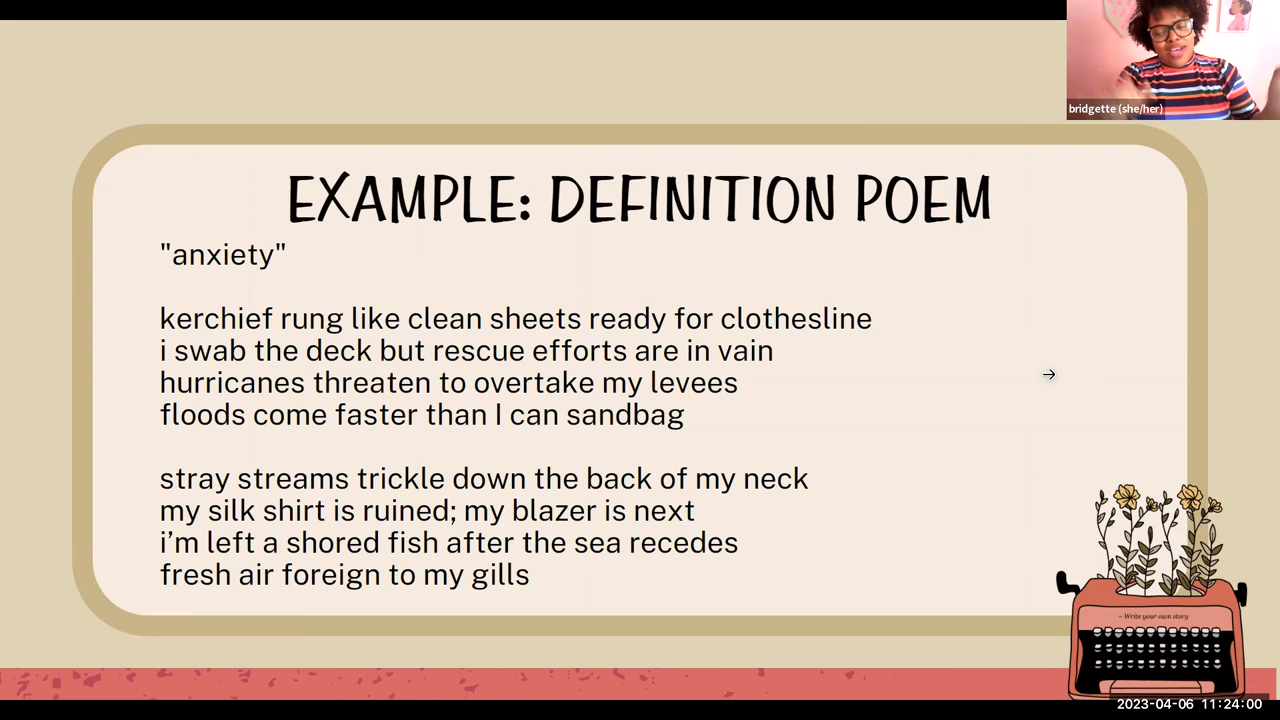 bridgette (she/her)
EXAMPLE: DEFINITION POEM
"anxiety"
kerchief rung like clean sheets ready for clothesline
i swab the deck but rescue efforts are in vain
hurricanes threaten to overtake my levees
floods come faster than I can sandbag
stray streams trickle down the back of my neck
my silk shirt is ruined; my blazer is next
i’m left a shored fish after the sea recedes
fresh air foreign to my gills
~ Write your own story
2023-04-06 11:24:00